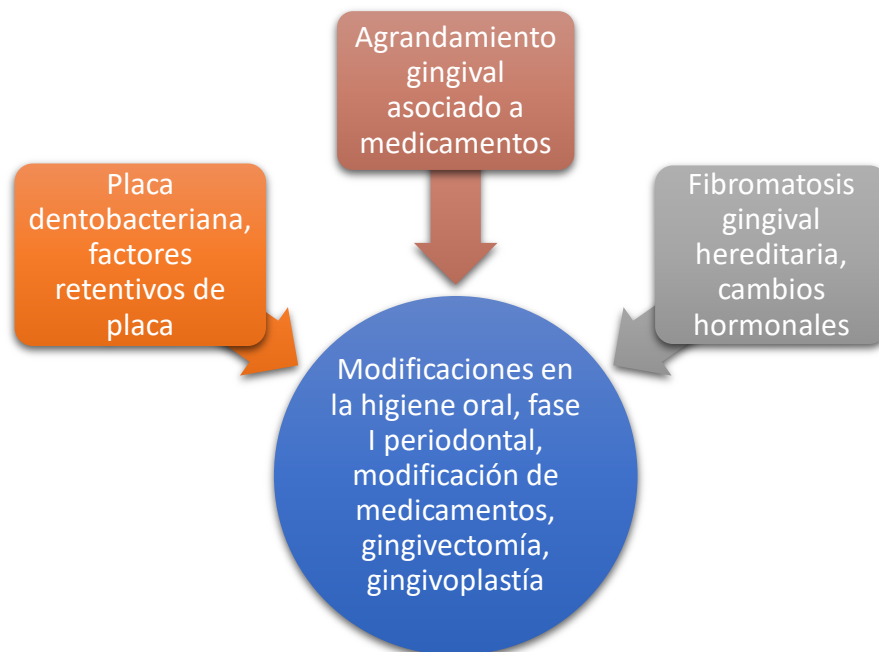 Agrandamiento
gingival
asociado a
medicamentos
Placa
dentobacteriana,
factores
retentivos de
placa
Fibromatosis
gingival
hereditaria,
cambios
hormonales
Modificaciones en
la higiene oral, fase
I periodontal,
modificación de
medicamentos,
gingivectomía,
gingivoplastía